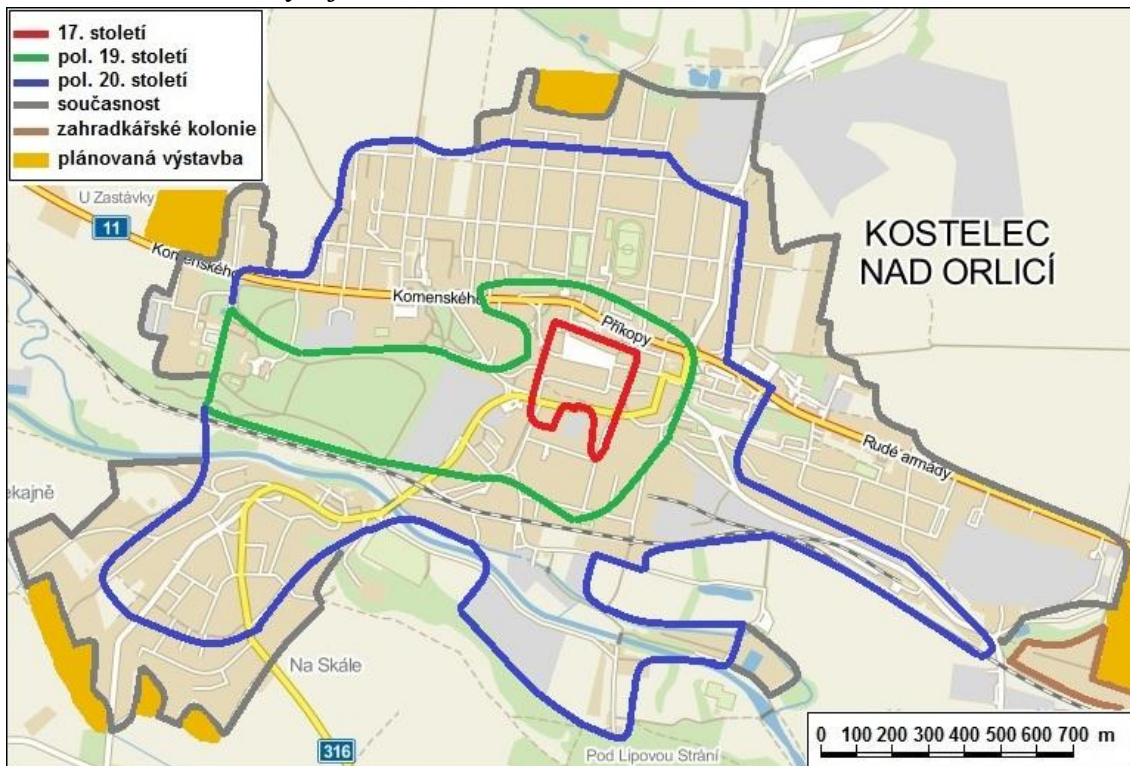 17. století
pol. 19. století
pol. 20. století
současnost
zahradkářské kolonie
plánovaná výstavba
U Zastávky
11
Komenského
KOSTELEC
NAD ORLICÍ
Komenského
Příkopy
Rudé armády
ekajně
Na Skále
316
Pod Lipovou Strání
0 100 200 300 400 500 600 700 m